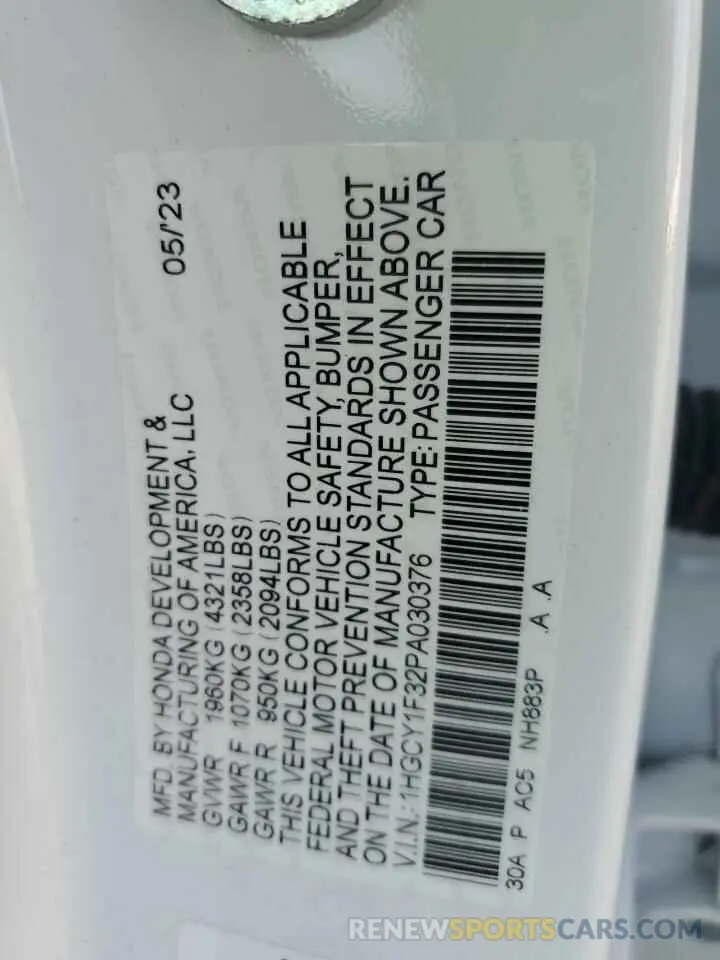 MFD. BY HONDA DEVELOPMENT & 05/'23
MANUFACTURING OF AMERICA, LLC
GVWR 1960KG (4321LBS)
GAWR F 1070KG (2358LBS)
GAWR R 950KG (2094LBS)
THIS VEHICLE CONFORMS TO ALL APPLICABLE
FEDERAL MOTOR VEHICLE SAFETY, BUMPER,
AND THEFT PREVENTION STANDARDS IN EFFECT
ON THE DATE OF MANUFACTURE SHOWN ABOVE.
V.I.N.: 1HGCY1F32PA030376 TYPE: PASSENGER CAR
30A P AC5 NH883P .A .A
RENEWSPORTSCARS.COM